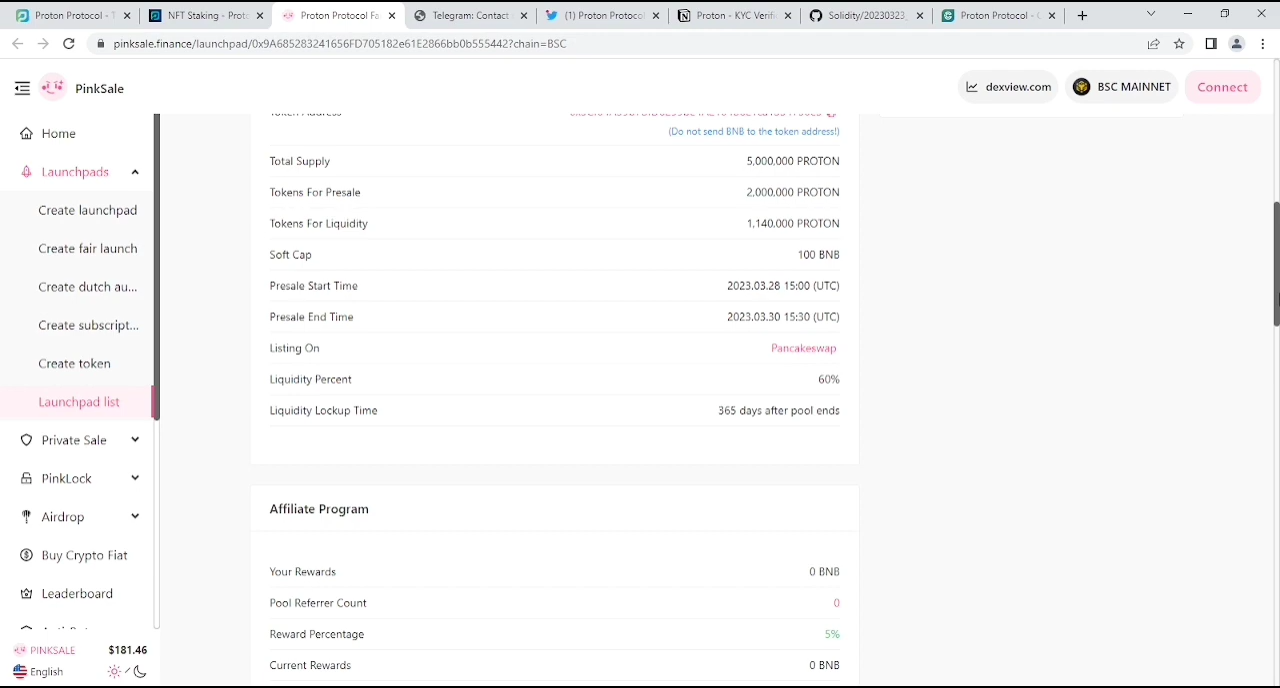 Proton Protocol - T
NFT Staking - Proto
Proton Protocol Fa
Telegram: Contact
(1) Proton Protoco
Proton - KYC Verifi
Solidity/20230323_
Proton Protocol - C
pinksale.finance/launchpad/0x9A685283241656FD705182e61E2866bb0b555442?chain=BSC
PinkSale
dexview.com
BSC MAINNET
Connect
Home
Launchpads
Create launchpad
Create fair launch
Create dutch au...
Create subscript...
Create token
Launchpad list
Private Sale
PinkLock
Airdrop
Buy Crypto Fiat
Leaderboard
PINKSALE $181.46
English
Token Address
(Do not send BNB to the token address!)
Total Supply 5,000,000 PROTON
Tokens For Presale 2,000,000 PROTON
Tokens For Liquidity 1,140,000 PROTON
Soft Cap 100 BNB
Presale Start Time 2023.03.28 15:00 (UTC)
Presale End Time 2023.03.30 15:30 (UTC)
Listing On Pancakeswap
Liquidity Percent 60%
Liquidity Lockup Time 365 days after pool ends
Affiliate Program
Your Rewards 0 BNB
Pool Referrer Count 0
Reward Percentage 5%
Current Rewards 0 BNB